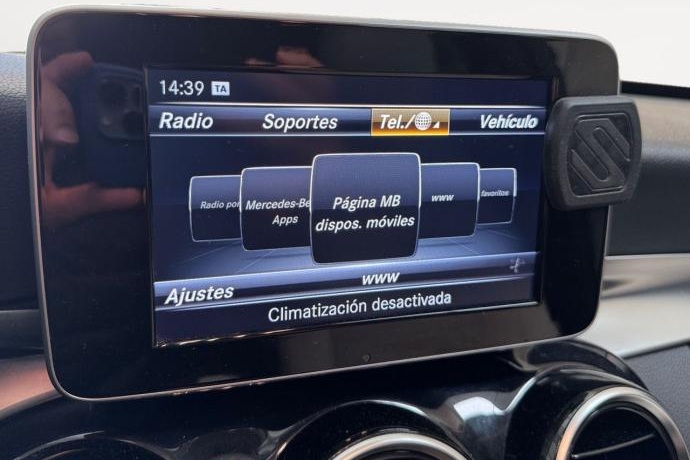 14:39 TA
Radio Soportes Tel./ Vehículo
Radio por Mercedes-Be Apps Página MB dispos. móviles www favoritos
www
Ajustes
Climatización desactivada